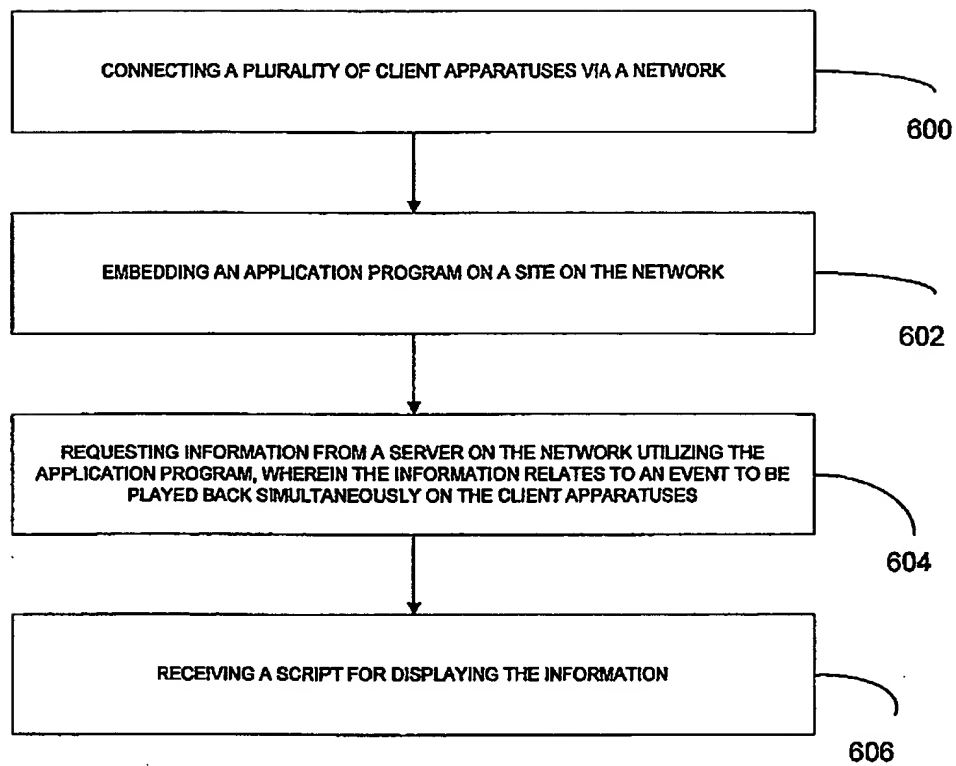 CONNECTING A PLURALITY OF CLIENT APPARATUSES VIA A NETWORK
600
EMBEDDING AN APPLICATION PROGRAM ON A SITE ON THE NETWORK
602
REQUESTING INFORMATION FROM A SERVER ON THE NETWORK UTILIZING THE
APPLICATION PROGRAM, WHEREIN THE INFORMATION RELATES TO AN EVENT TO BE
PLAYED BACK SIMULTANEOUSLY ON THE CLIENT APPARATUSES
604
RECEIVING A SCRIPT FOR DISPLAYING THE INFORMATION
606